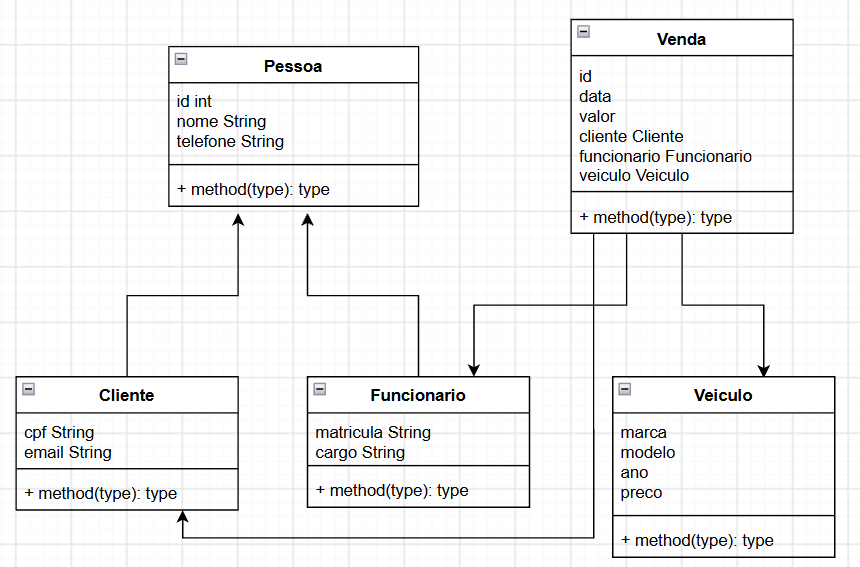 Pessoa
id int
nome String
telefone String
+ method(type): type
Venda
id
data
valor
cliente Cliente
funcionario Funcionario
veiculo Veiculo
+ method(type): type
Cliente
cpf String
email String
+ method(type): type
Funcionario
matricula String
cargo String
+ method(type): type
Veiculo
marca
modelo
ano
preco
+ method(type): type